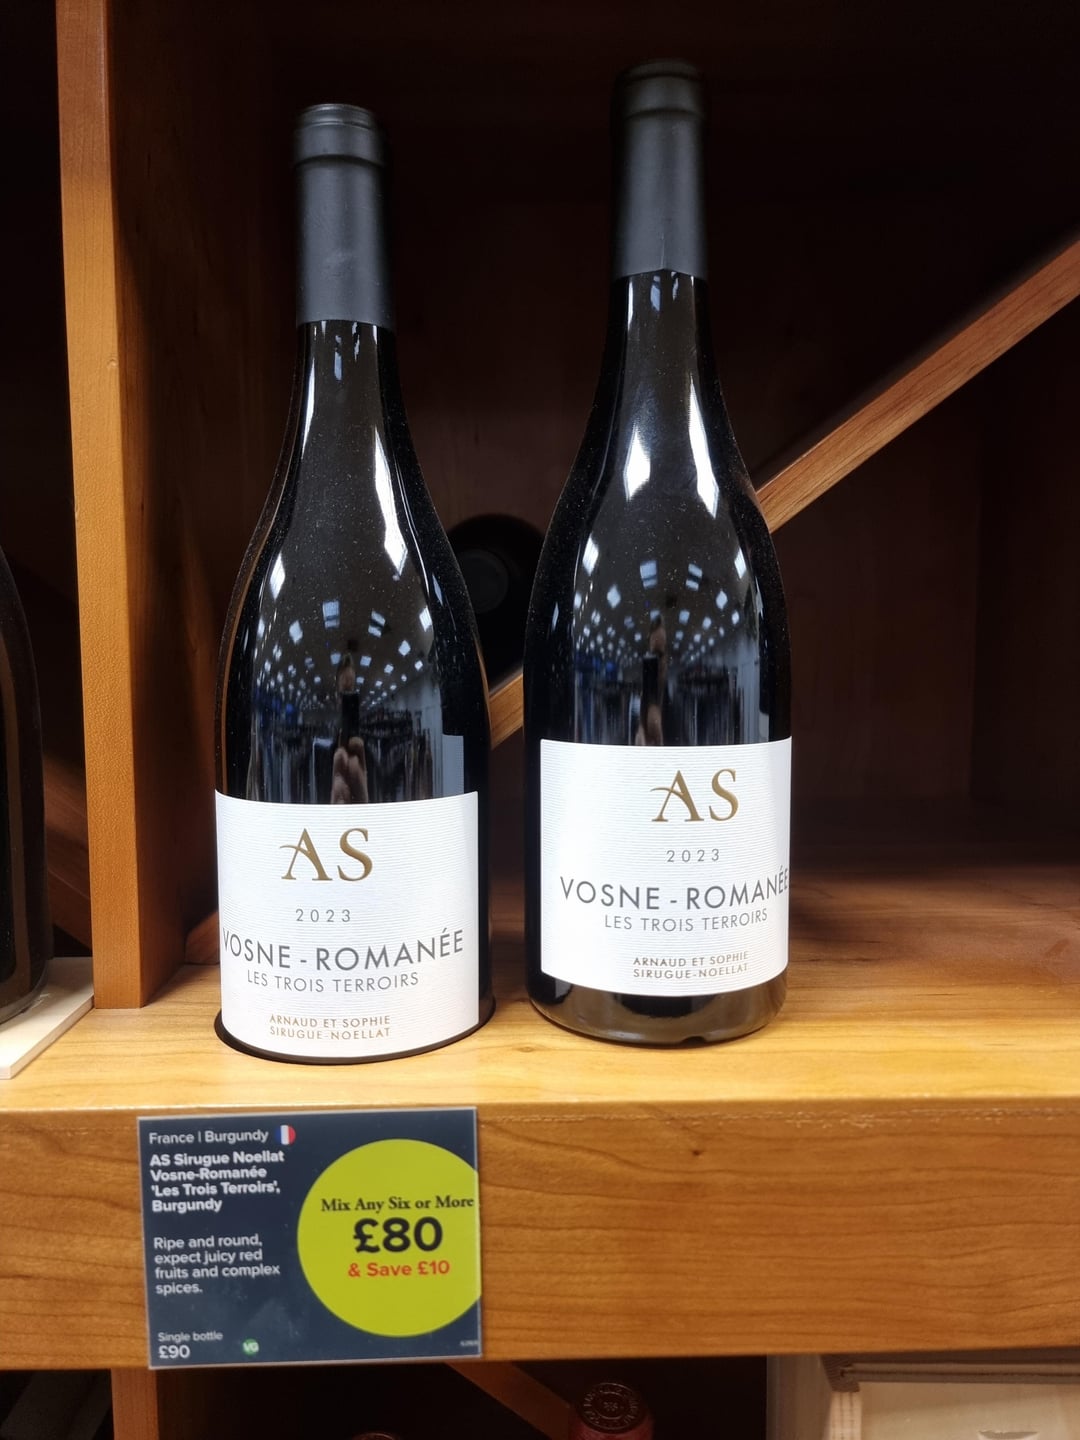 AS
2023
VOSNE - ROMANÉE
LES TROIS TERROIRS
ARNAUD ET SOPHIE
SIRUGUE-NOELLAT
AS
2023
VOSNE - ROMANÉE
LES TROIS TERROIRS
ARNAUD ET SOPHIE
SIRUGUE-NOELLAT
France | Burgundy
AS Sirugue Noellat
Vosne-Romanée
'Les Trois Terroirs',
Burgundy
Ripe and round,
expect juicy red
fruits and complex
spices.
Single bottle
£90
VG
Mix Any Six or More
£80
& Save £10